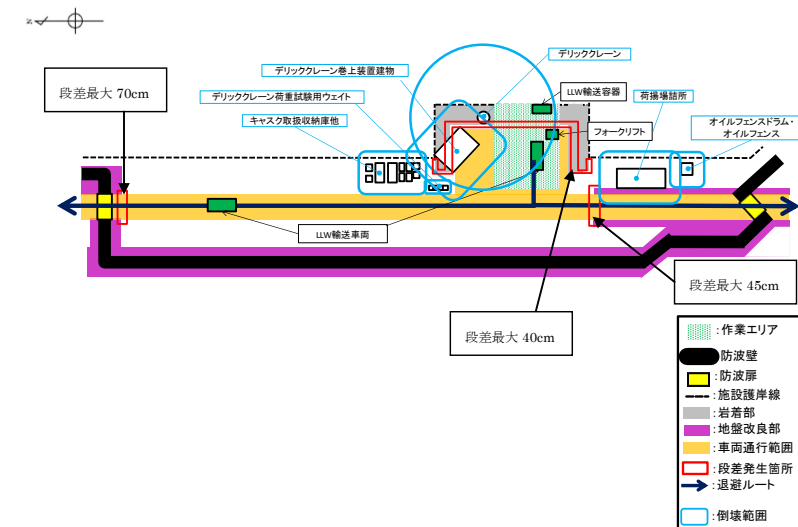 N
デリッククレーン
デリッククレーン巻上装置建物
段差最大 70cm
LLW輸送容器
荷揚場詰所
デリッククレーン荷重試験用ウェイト
オイルフェンスドラム・
オイルフェンス
キャスク取扱収納庫他
フォークリフト
LLW輸送車両
段差最大 45cm
段差最大 40cm
:作業エリア
:防波壁
:防波扉
:施設護岸線
:岩着部
:地盤改良部
:車両通行範囲
:段差発生箇所
:退避ルート
:倒壊範囲